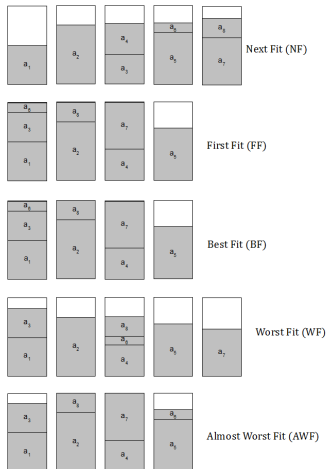 a₄
a₆
a₈
a₁
a₂
a₃
a₅
a₇
Next Fit (NF)
a₆
a₈
a₃
a₇
a₁
a₂
a₄
a₅
First Fit (FF)
a₆
a₈
a₃
a₇
a₁
a₂
a₄
a₅
Best Fit (BF)
a₃
a₈
a₆
a₁
a₂
a₄
a₅
a₇
Worst Fit (WF)
a₈
a₃
a₇
a₆
a₁
a₂
a₄
a₅
Almost Worst Fit (AWF)